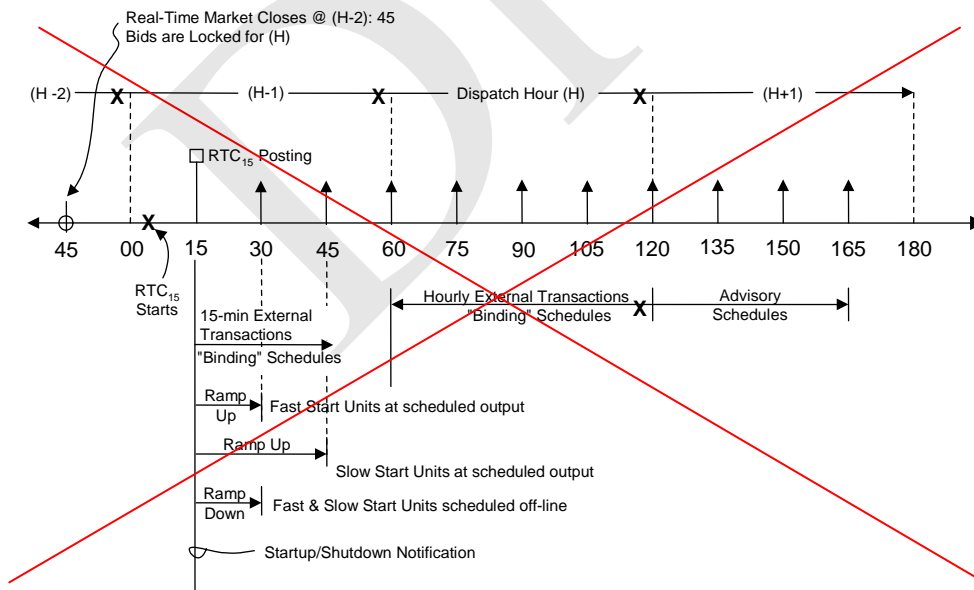 Real-Time Market Closes @ (H-2): 45
Bids are Locked for (H)
(H -2) X (H-1) X Dispatch Hour (H) X (H+1)
RTC15 Posting
X
45 00 15 30 45 60 75 90 105 120 135 150 165 180
RTC15
Starts
Hourly External Transactions
"Binding" Schedules X
Advisory
Schedules
15-min External
Transactions
"Binding" Schedules
Ramp
Up
Fast Start Units at scheduled output
Ramp Up
Slow Start Units at scheduled output
Ramp
Down
Fast & Slow Start Units scheduled off-line
Startup/Shutdown Notification